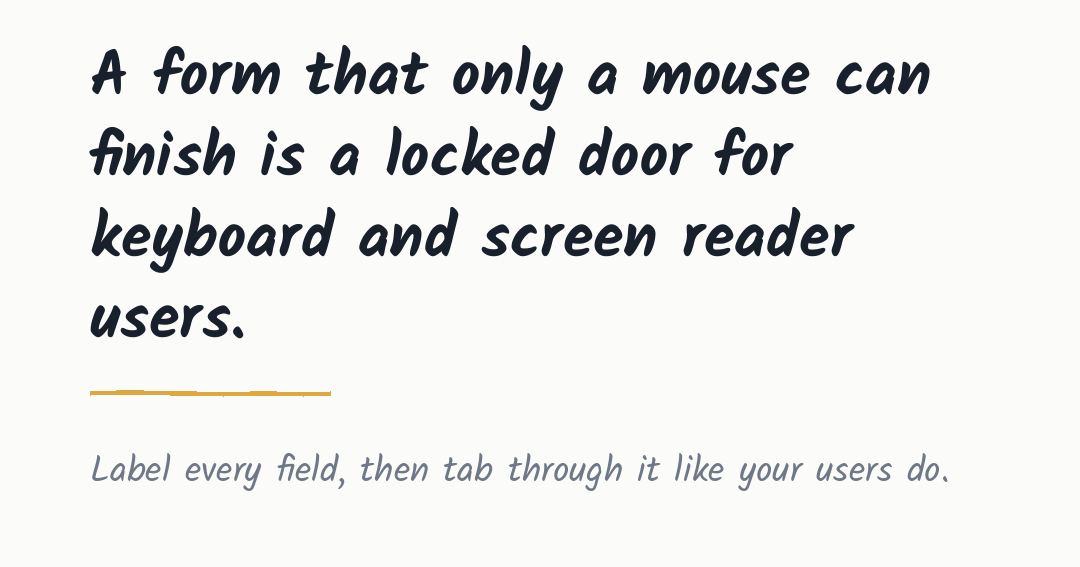 A form that only a mouse can
finish is a locked door for
keyboard and screen reader
users.
Label every field, then tab through it like your users do.